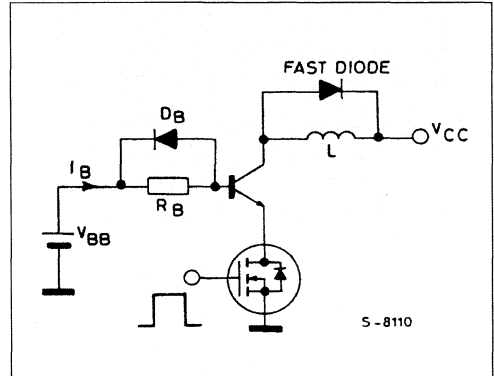 FAST DIODE
DB
VCC
L
IB
RB
VBB
S-8110